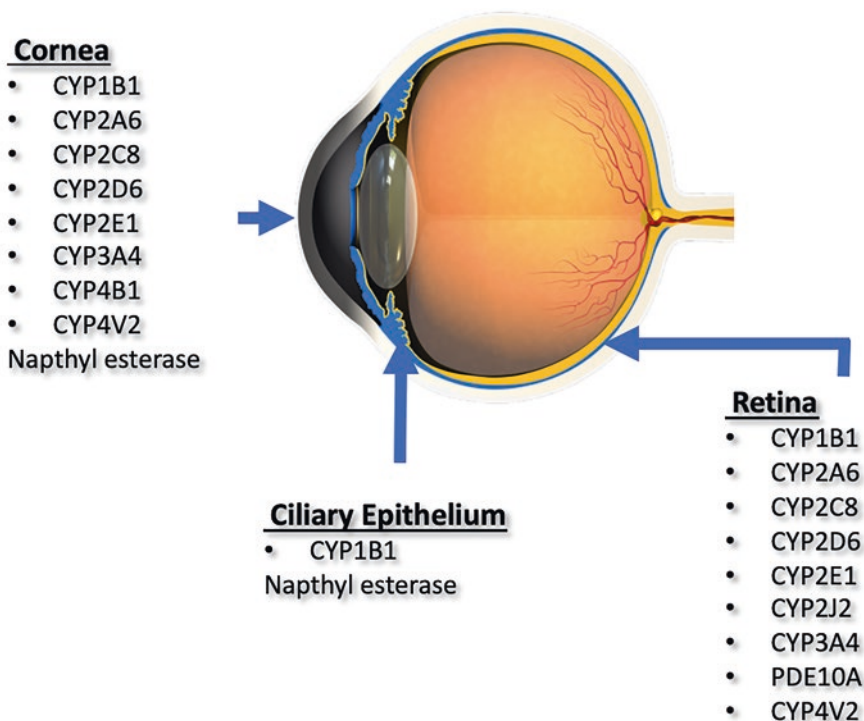 Cornea
• CYP1B1
• CYP2A6
• CYP2C8
• CYP2D6
• CYP2E1
• CYP3A4
• CYP4B1
• CYP4V2
Napthyl esterase
Ciliary Epithelium
• CYP1B1
Napthyl esterase
Retina
• CYP1B1
• CYP2A6
• CYP2C8
• CYP2D6
• CYP2E1
• CYP2J2
• CYP3A4
• PDE10A
• CYP4V2